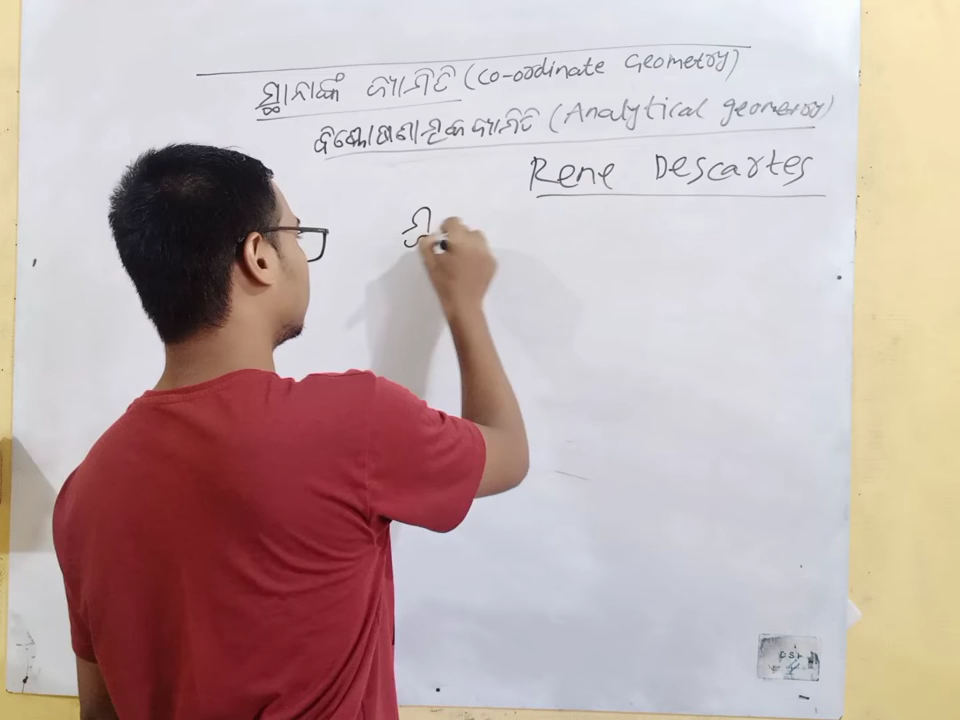 ସ୍ଥାନାଙ୍କ ଜ୍ୟାମିତି (Co-ordinate Geometry)
ବିଶ୍ଳେଷଣାତ୍ମକ ଜ୍ୟାମିତି (Analytical geometry)
Rene Descartes
ସ୍ଥ